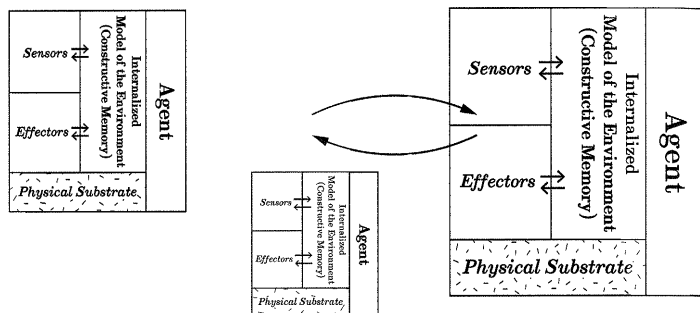 Sensors
Effectors
Internalized
Model of the Environment
(Constructive Memory)
Agent
Physical Substrate
Sensors
Effectors
Internalized
Model of the Environment
(Constructive Memory)
Agent
Physical Substrate
Sensors
Effectors
Internalized
Model of the Environment
(Constructive Memory)
Agent
Physical Substrate